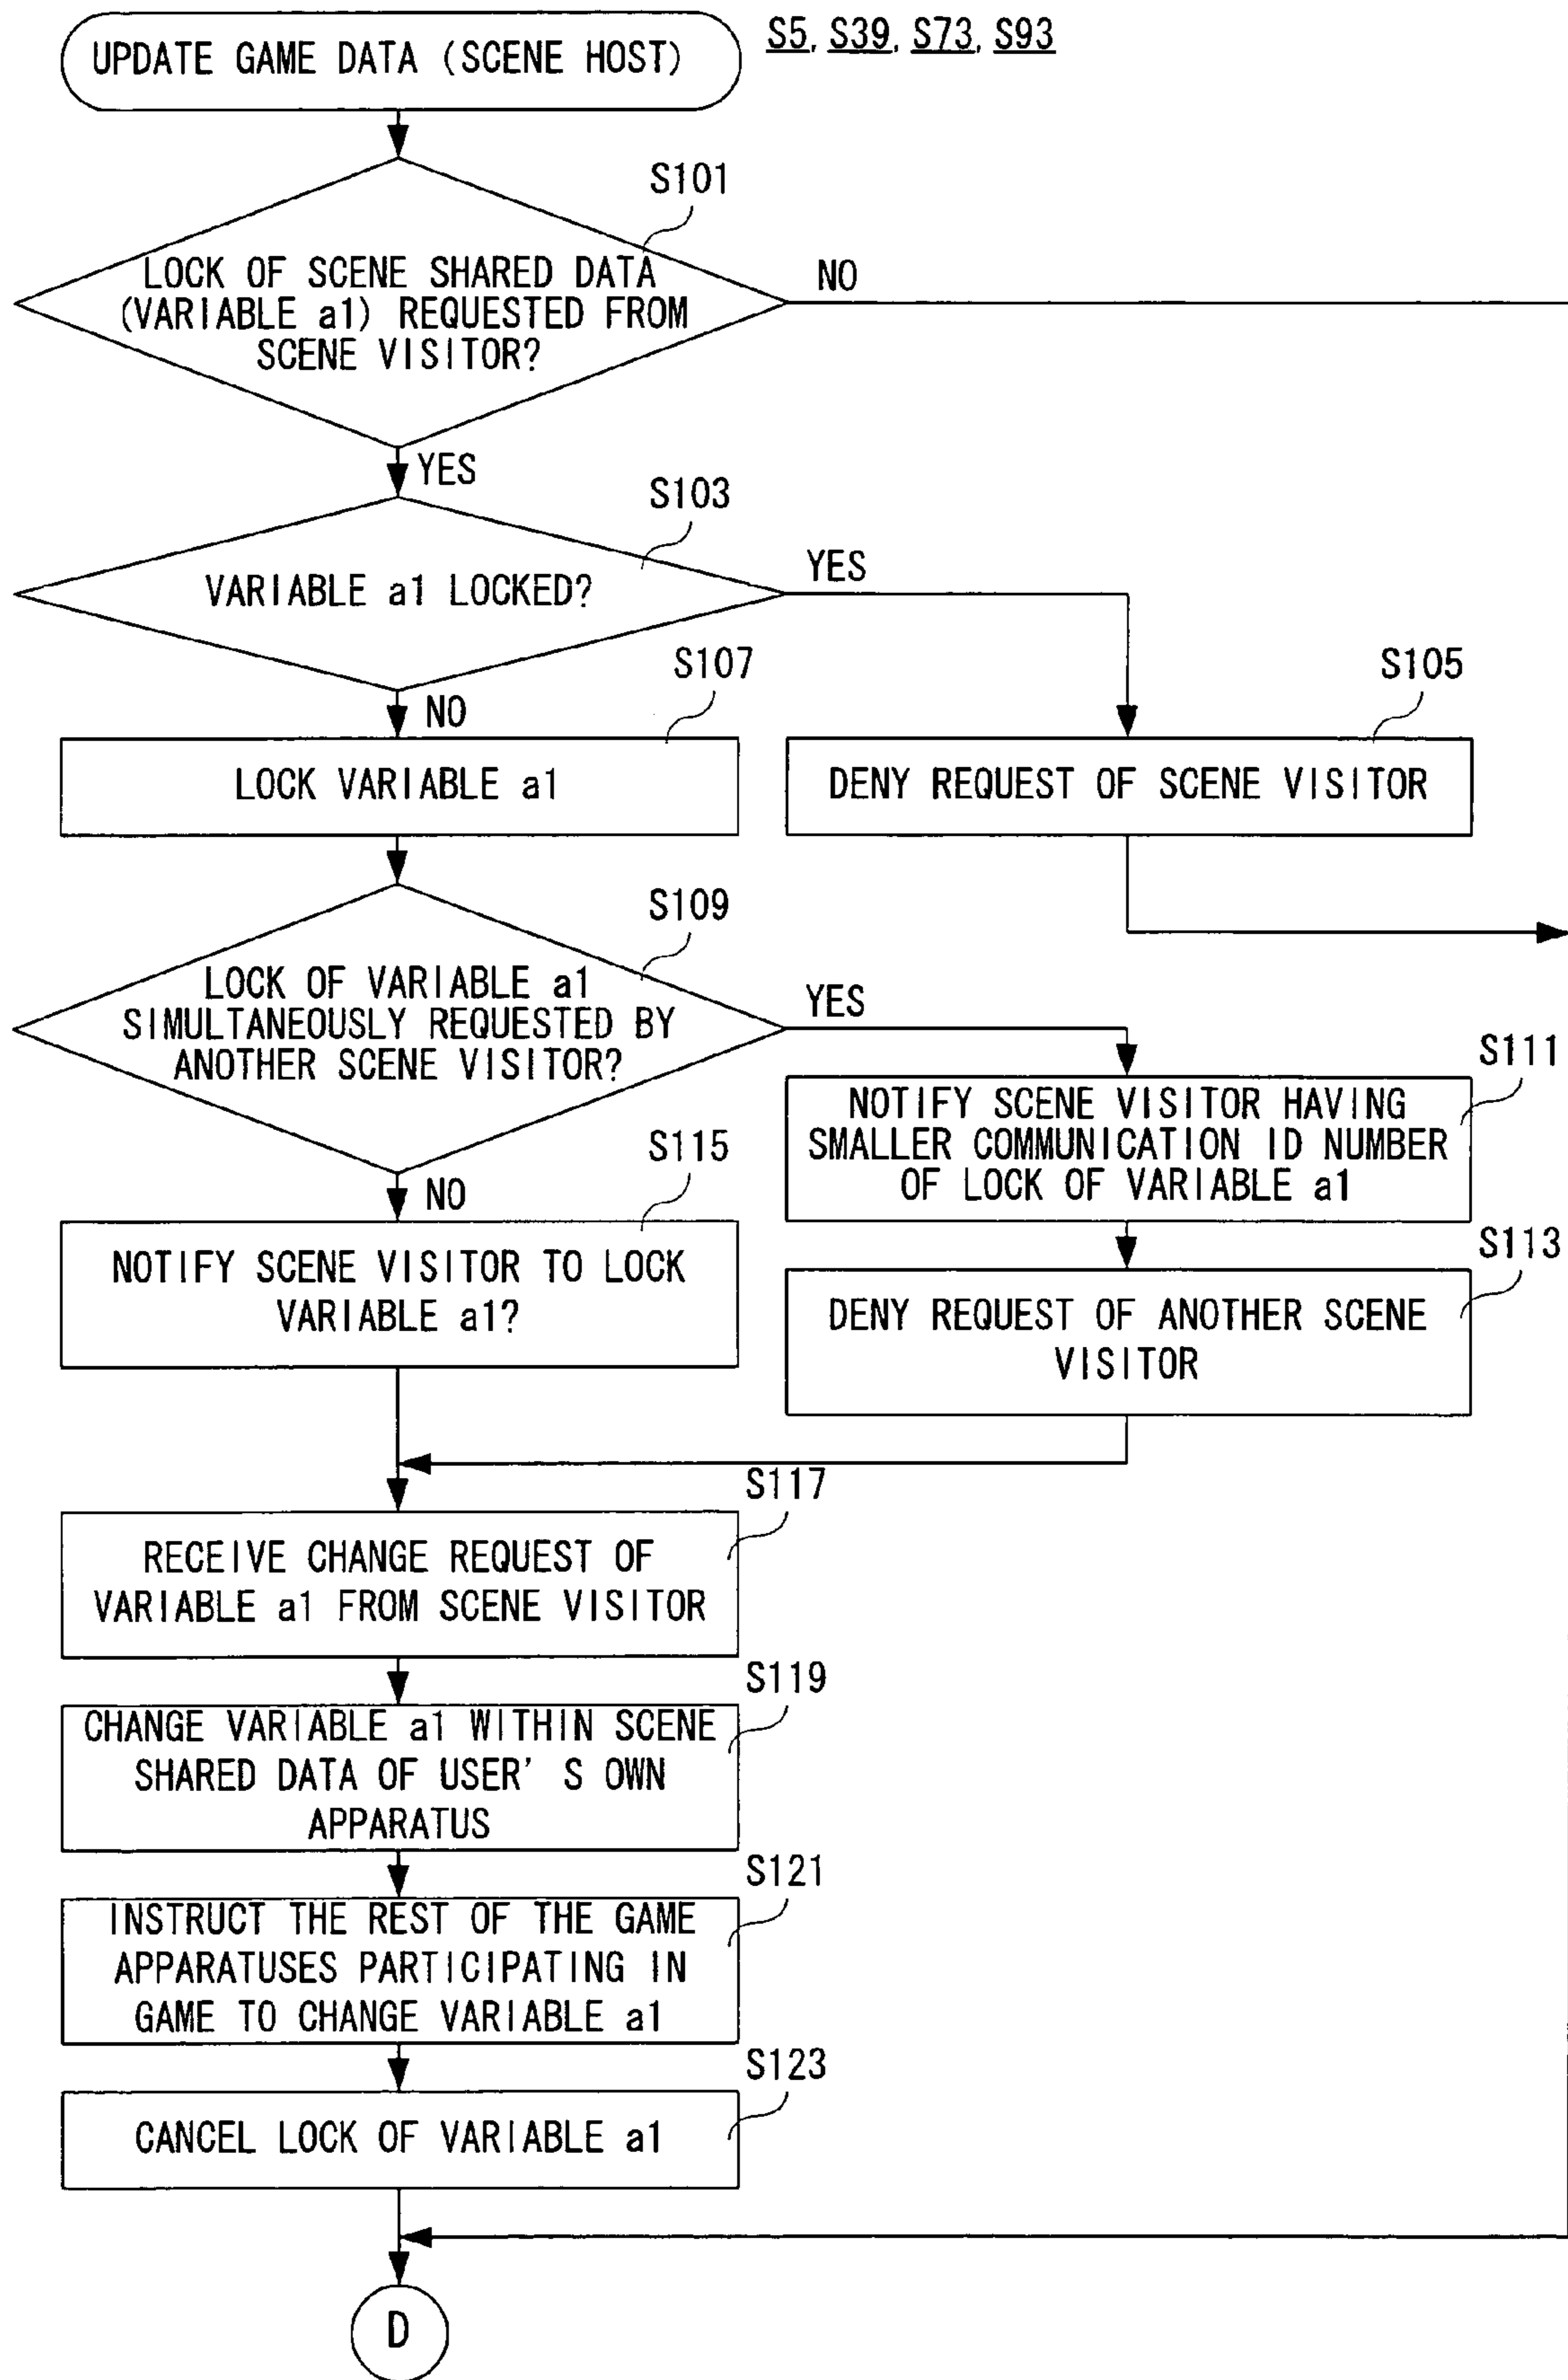 UPDATE GAME DATA (SCENE HOST)
S5, S39, S73, S93
S101
LOCK OF SCENE SHARED DATA
(VARIABLE a1) REQUESTED FROM
SCENE VISITOR?
NO
YES
S103
VARIABLE a1 LOCKED?
YES
NO
S107
LOCK VARIABLE a1
S105
DENY REQUEST OF SCENE VISITOR
S109
LOCK OF VARIABLE a1
SIMULTANEOUSLY REQUESTED BY
ANOTHER SCENE VISITOR?
YES
S111
NOTIFY SCENE VISITOR HAVING
SMALLER COMMUNICATION ID NUMBER
OF LOCK OF VARIABLE a1
NO
S115
NOTIFY SCENE VISITOR TO LOCK
VARIABLE a1?
S113
DENY REQUEST OF ANOTHER SCENE
VISITOR
S117
RECEIVE CHANGE REQUEST OF
VARIABLE a1 FROM SCENE VISITOR
S119
CHANGE VARIABLE a1 WITHIN SCENE
SHARED DATA OF USER' S OWN
APPARATUS
S121
INSTRUCT THE REST OF THE GAME
APPARATUSES PARTICIPATING IN
GAME TO CHANGE VARIABLE a1
S123
CANCEL LOCK OF VARIABLE a1
D